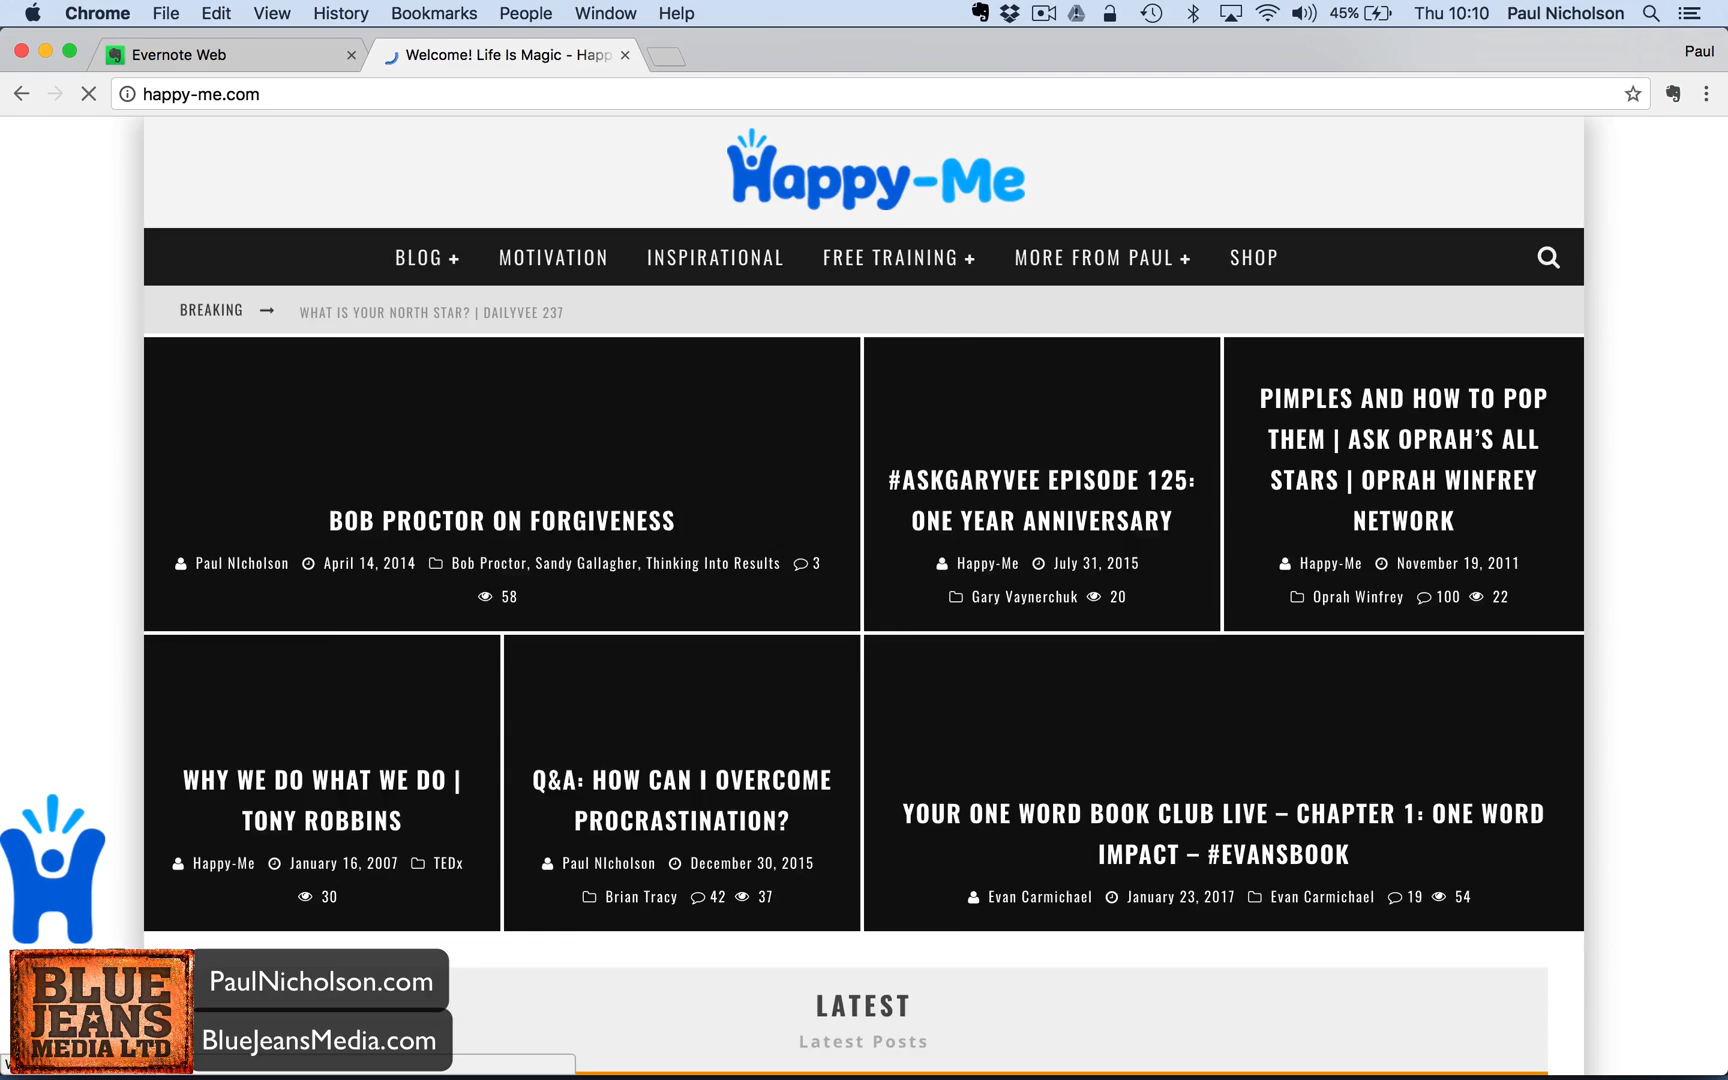 Chrome File Edit View History Bookmarks People Window Help 45% Thu 10:10 Paul Nicholson
Evernote Web Welcome! Life Is Magic - Happ Paul
happy-me.com
Happy-Me
BLOG + MOTIVATION INSPIRATIONAL FREE TRAINING + MORE FROM PAUL + SHOP
BREAKING WHAT IS YOUR NORTH STAR? | DAILYVEE 237
BOB PROCTOR ON FORGIVENESS
Paul NIcholson April 14, 2014 Bob Proctor, Sandy Gallagher, Thinking Into Results 3
58
#ASKGARYVEE EPISODE 125:
ONE YEAR ANNIVERSARY
Happy-Me July 31, 2015
Gary Vaynerchuk 20
PIMPLES AND HOW TO POP
THEM | ASK OPRAH’S ALL
STARS | OPRAH WINFREY
NETWORK
Happy-Me November 19, 2011
Oprah Winfrey 100 22
WHY WE DO WHAT WE DO |
TONY ROBBINS
Happy-Me January 16, 2007 TEDx
30
Q&A: HOW CAN I OVERCOME
PROCRASTINATION?
Paul NIcholson December 30, 2015
Brian Tracy 42 37
YOUR ONE WORD BOOK CLUB LIVE – CHAPTER 1: ONE WORD
IMPACT – #EVANSBOOK
Evan Carmichael January 23, 2017 Evan Carmichael 19 54
LATEST
Latest Posts
BLUE
JEANS
MEDIA LTD
PaulNicholson.com
BlueJeansMedia.com